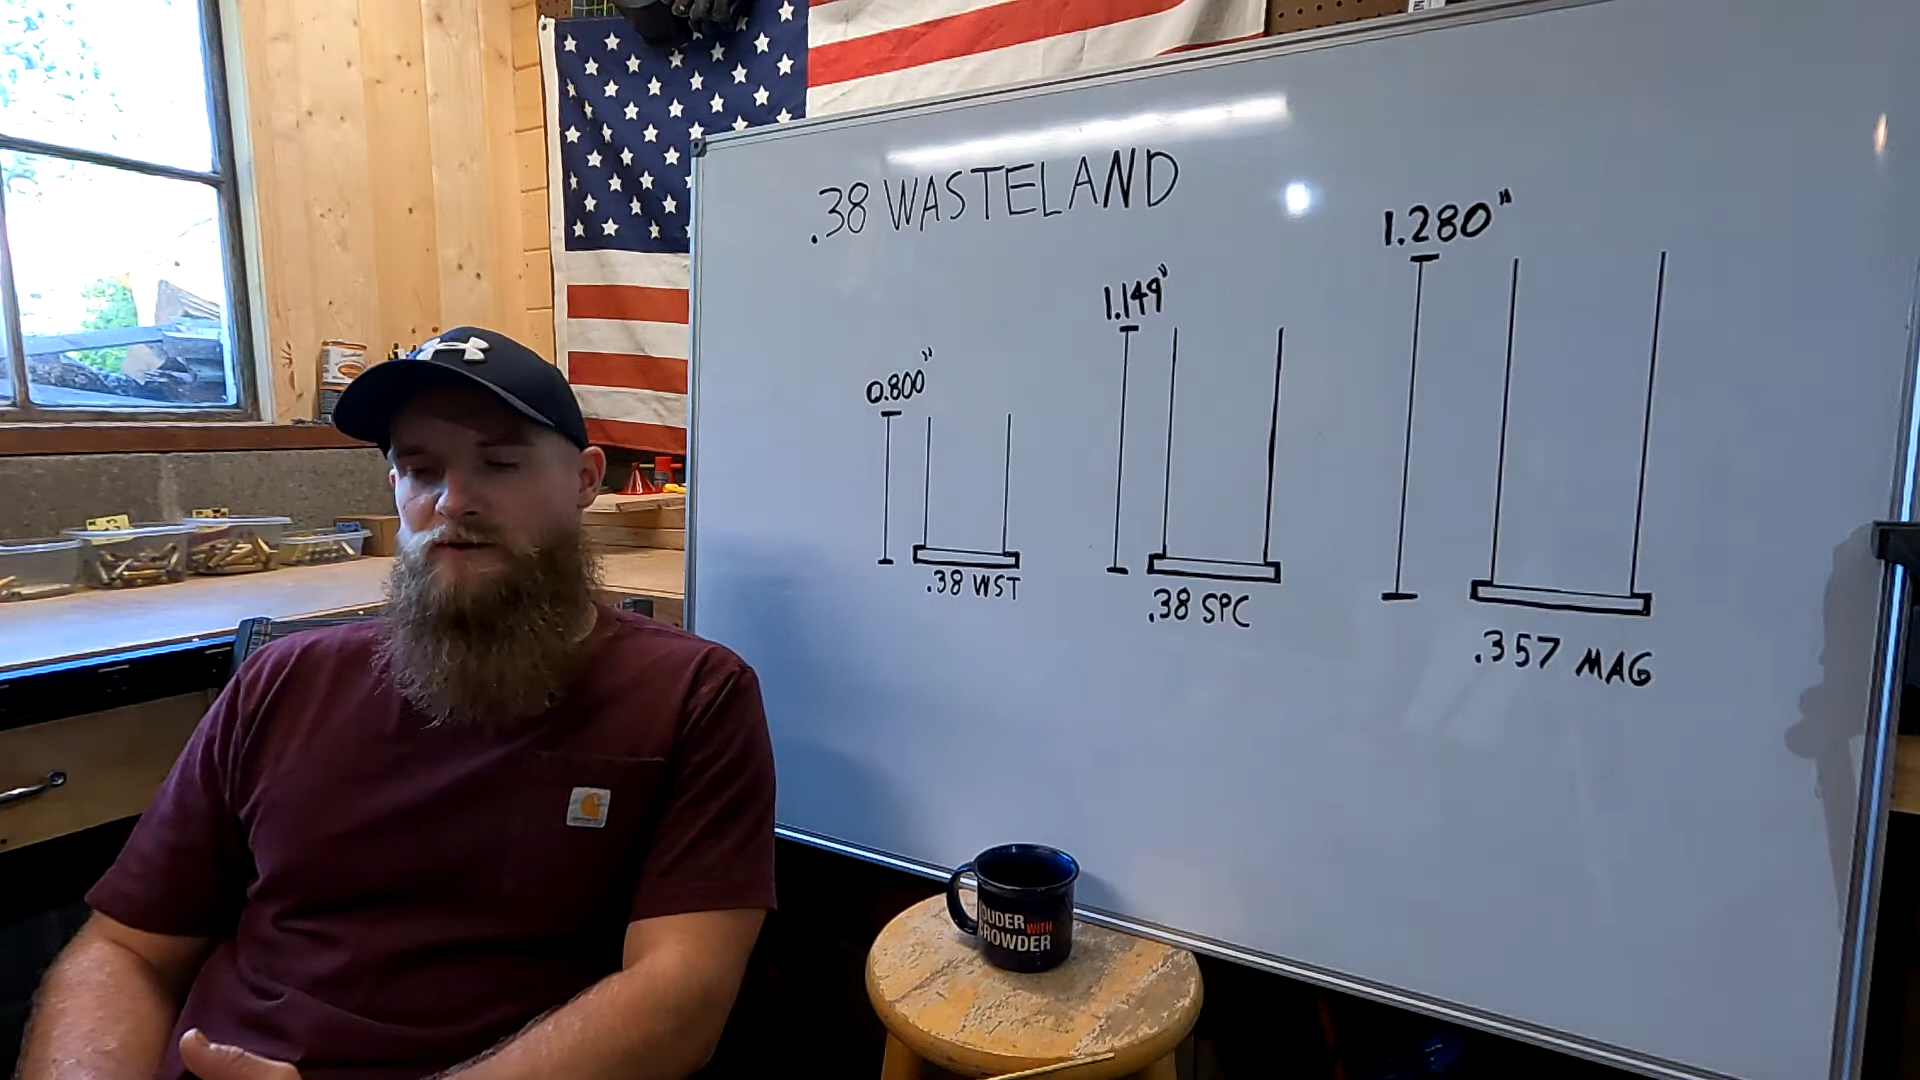 .38 WASTELAND
0.800"
1.149"
1.280"
.38 WST
.38 SPC
.357 MAG
LOUDER WITH
CROWDER